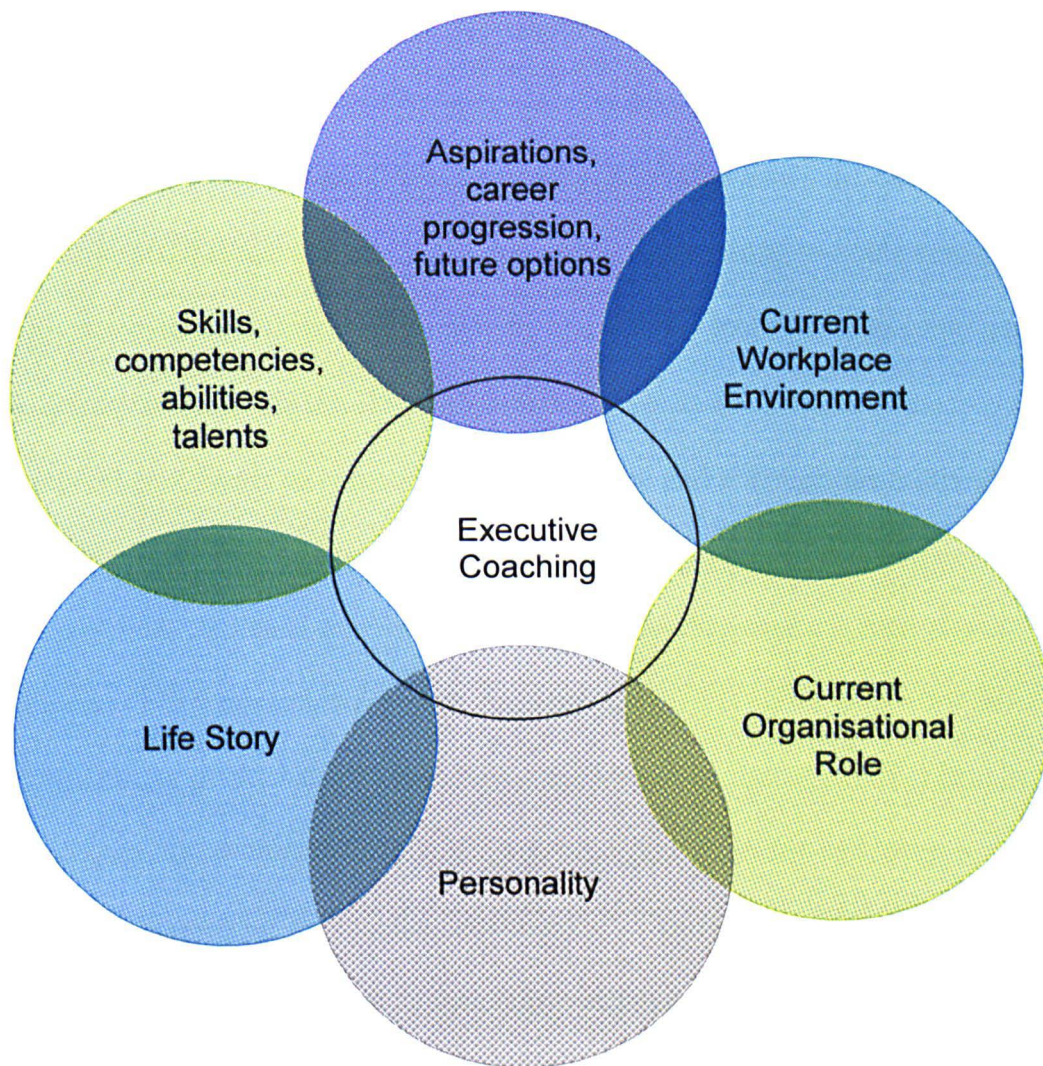 Aspirations,
career
progression,
future options
Skills,
competencies,
abilities,
talents
Current
Workplace
Environment
Executive
Coaching
Life Story
Current
Organisational
Role
Personality